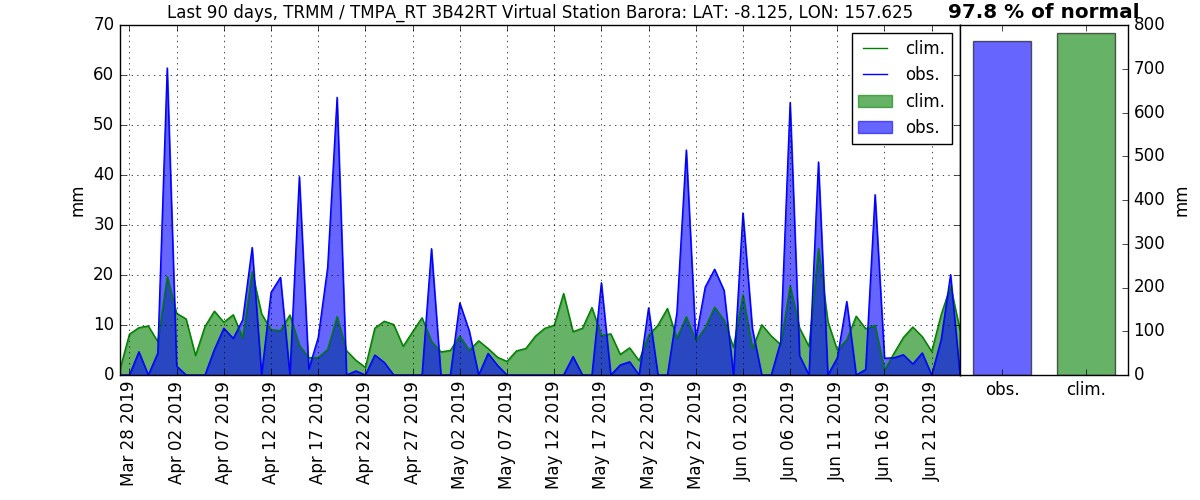 Last 90 days, TRMM / TMPA_RT 3B42RT Virtual Station Barora: LAT: -8.125, LON: 157.625
97.8 % of normal
70
60
50
40
30
20
10
0
mm
clim.
obs.
clim.
obs.
800
700
600
500
400
300
200
100
0
mm
obs.
clim.
Mar 28 2019
Apr 02 2019
Apr 07 2019
Apr 12 2019
Apr 17 2019
Apr 22 2019
Apr 27 2019
May 02 2019
May 07 2019
May 12 2019
May 17 2019
May 22 2019
May 27 2019
Jun 01 2019
Jun 06 2019
Jun 11 2019
Jun 16 2019
Jun 21 2019